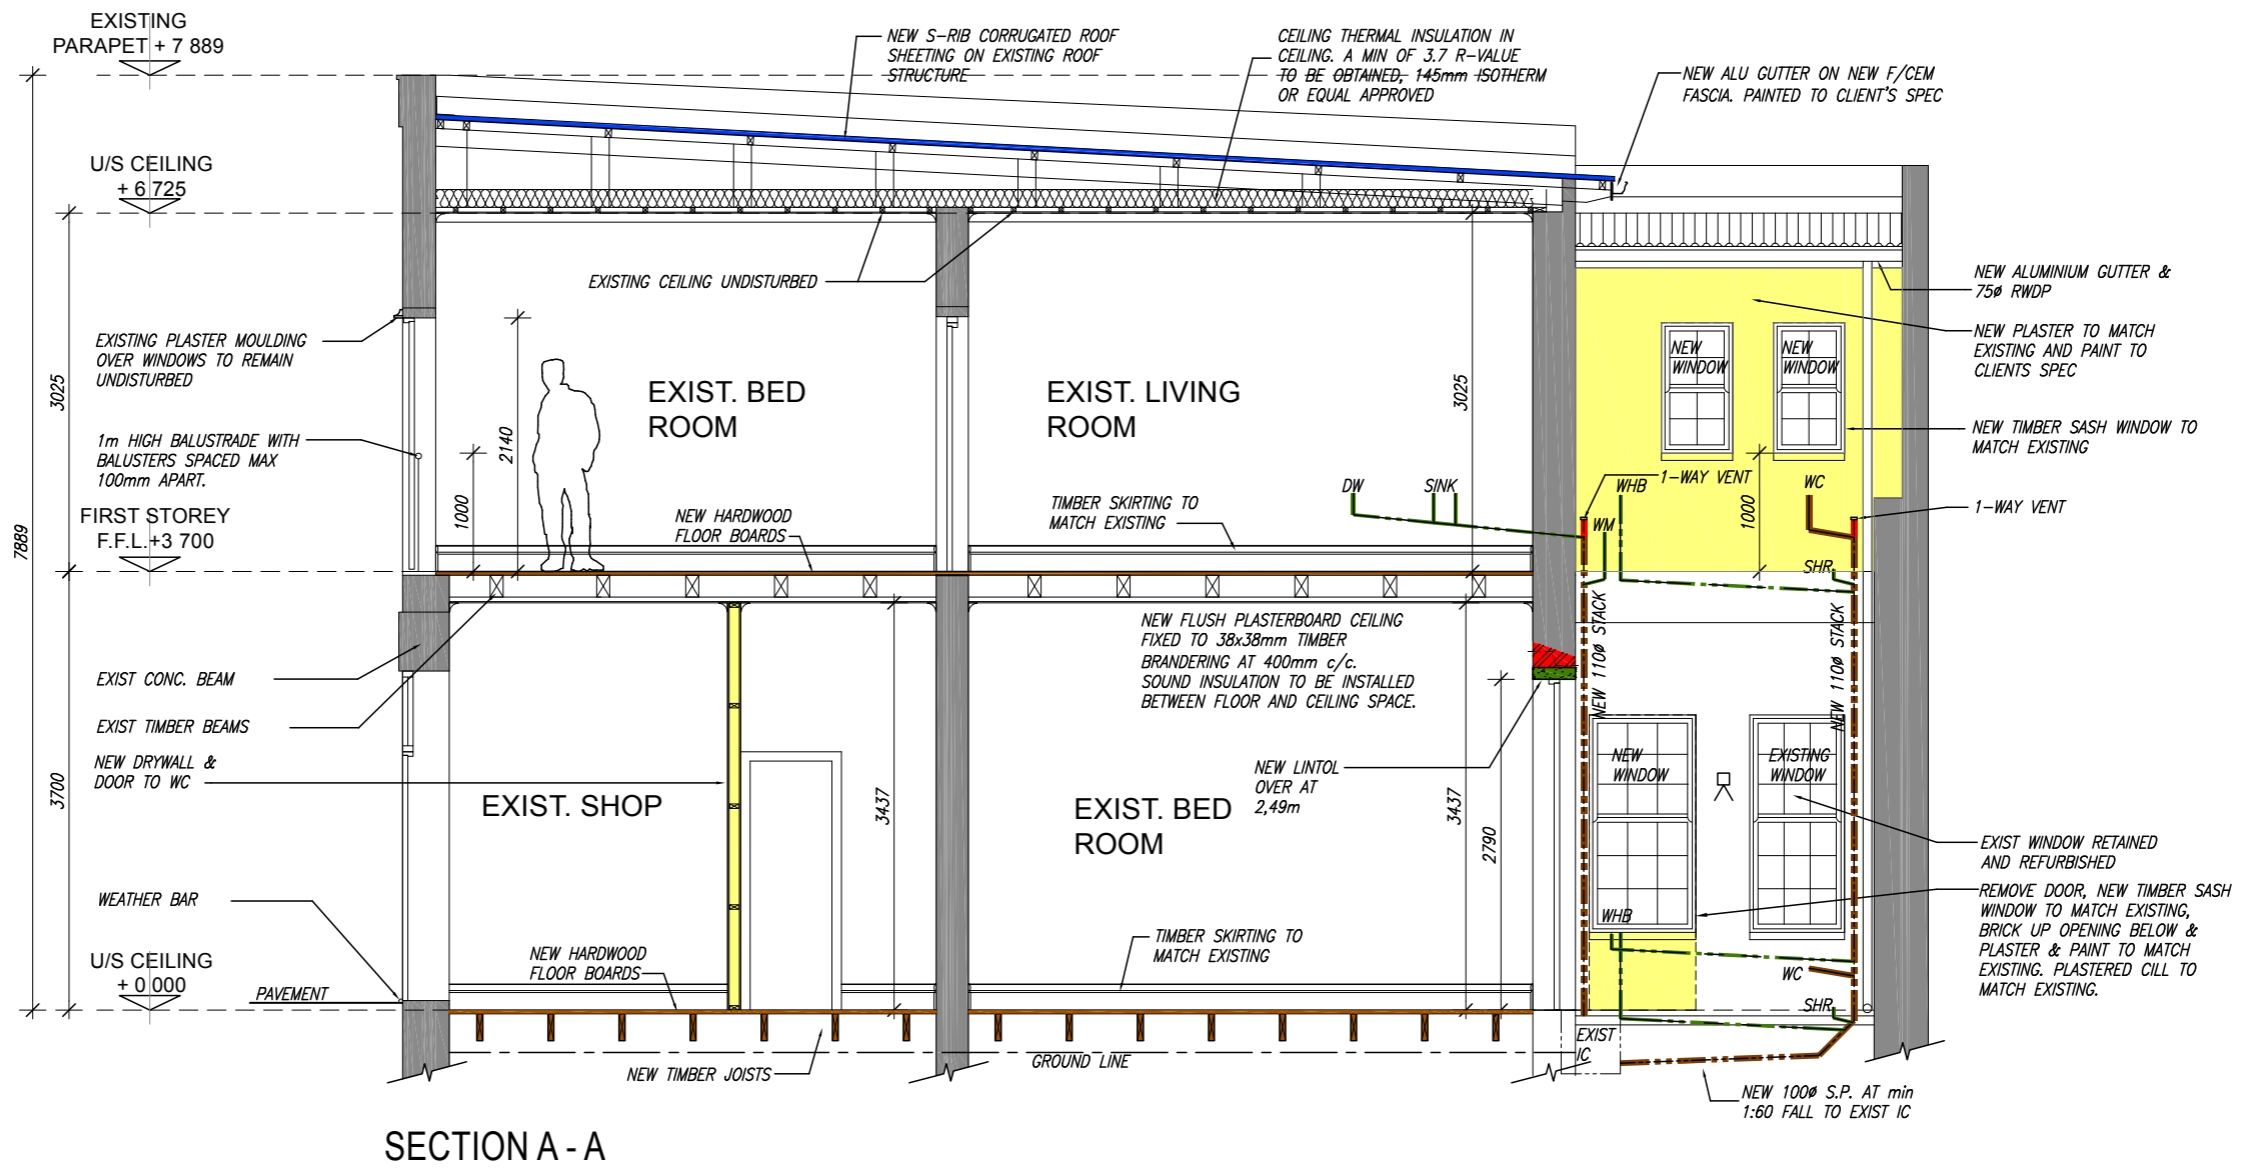 EXISTING
PARAPET + 7 889
U/S CEILING
+ 6 725
EXISTING PLASTER MOULDING
OVER WINDOWS TO REMAIN
UNDISTURBED
1m HIGH BALUSTRADE WITH
BALUSTERS SPACED MAX
100mm APART.
FIRST STOREY
F.F.L.+3 700
EXIST CONC. BEAM
EXIST TIMBER BEAMS
NEW DRYWALL &
DOOR TO WC
WEATHER BAR
U/S CEILING
+ 0 000
PAVEMENT
7889
3025
3700
NEW S-RIB CORRUGATED ROOF
SHEETING ON EXISTING ROOF
STRUCTURE
CEILING THERMAL INSULATION IN
CEILING. A MIN OF 3.7 R-VALUE
TO BE OBTAINED, 145mm ISOTHERM
OR EQUAL APPROVED
NEW ALU GUTTER ON NEW F/CEM
FASCIA. PAINTED TO CLIENT'S SPEC
EXISTING CEILING UNDISTURBED
EXIST. BED
ROOM
EXIST. LIVING
ROOM
1000
2140
3025
NEW HARDWOOD
FLOOR BOARDS
TIMBER SKIRTING TO
MATCH EXISTING
DW
SINK
NEW FLUSH PLASTERBOARD CEILING
FIXED TO 38x38mm TIMBER
BRANDERING AT 400mm c/c.
SOUND INSULATION TO BE INSTALLED
BETWEEN FLOOR AND CEILING SPACE.
EXIST. SHOP
3437
EXIST. BED
ROOM
NEW LINTOL
OVER AT
2,49m
3437
2790
NEW HARDWOOD
FLOOR BOARDS
TIMBER SKIRTING TO
MATCH EXISTING
NEW TIMBER JOISTS
GROUND LINE
NEW
WINDOW
NEW
WINDOW
1-WAY VENT
WHB
WM
1000
WC
SHR
NEW 110ø STACK
NEW 110ø STACK
NEW
WINDOW
EXISTING
WINDOW
WHB
WC
SHR
EXIST
IC
NEW ALUMINIUM GUTTER &
75ø RWDP
NEW PLASTER TO MATCH
EXISTING AND PAINT TO
CLIENTS SPEC
NEW TIMBER SASH WINDOW TO
MATCH EXISTING
1-WAY VENT
EXIST WINDOW RETAINED
AND REFURBISHED
REMOVE DOOR, NEW TIMBER SASH
WINDOW TO MATCH EXISTING,
BRICK UP OPENING BELOW &
PLASTER & PAINT TO MATCH
EXISTING. PLASTERED CILL TO
MATCH EXISTING.
NEW 100ø S.P. AT min
1:60 FALL TO EXIST IC
SECTION A - A